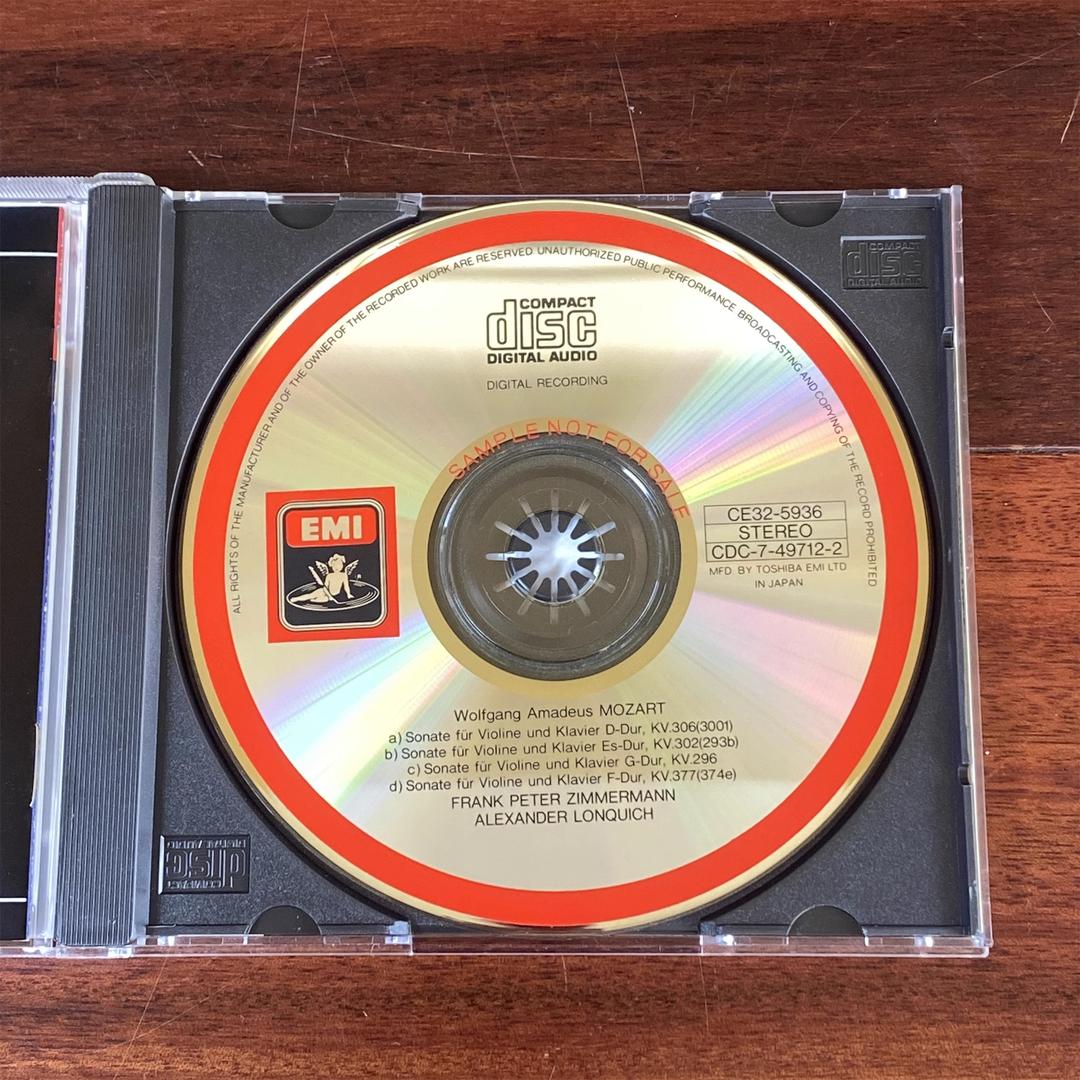 ALL RIGHTS OF THE MANUFACTURER AND OF THE OWNER OF THE RECORDED WORK ARE RESERVED. UNAUTHORIZED PUBLIC PERFORMANCE BROADCASTING AND COPYING OF THE RECORD PROHIBITED
COMPACT
disc
DIGITAL AUDIO
DIGITAL RECORDING
SAMPLE NOT FOR SALE
EMI
CE32-5936
STEREO
CDC-7-49712-2
MFD. BY TOSHIBA EMI LTD
IN JAPAN
Wolfgang Amadeus MOZART
a) Sonate für Violine und Klavier D-Dur, KV.306(3001)
b) Sonate für Violine und Klavier Es-Dur, KV.302(293b)
c) Sonate für Violine und Klavier G-Dur, KV.296
d) Sonate für Violine und Klavier F-Dur, KV.377(374e)
FRANK PETER ZIMMERMANN
ALEXANDER LONQUICH
COMPACT
disc
DIGITAL AUDIO
COMPACT
disc
DIGITAL AUDIO